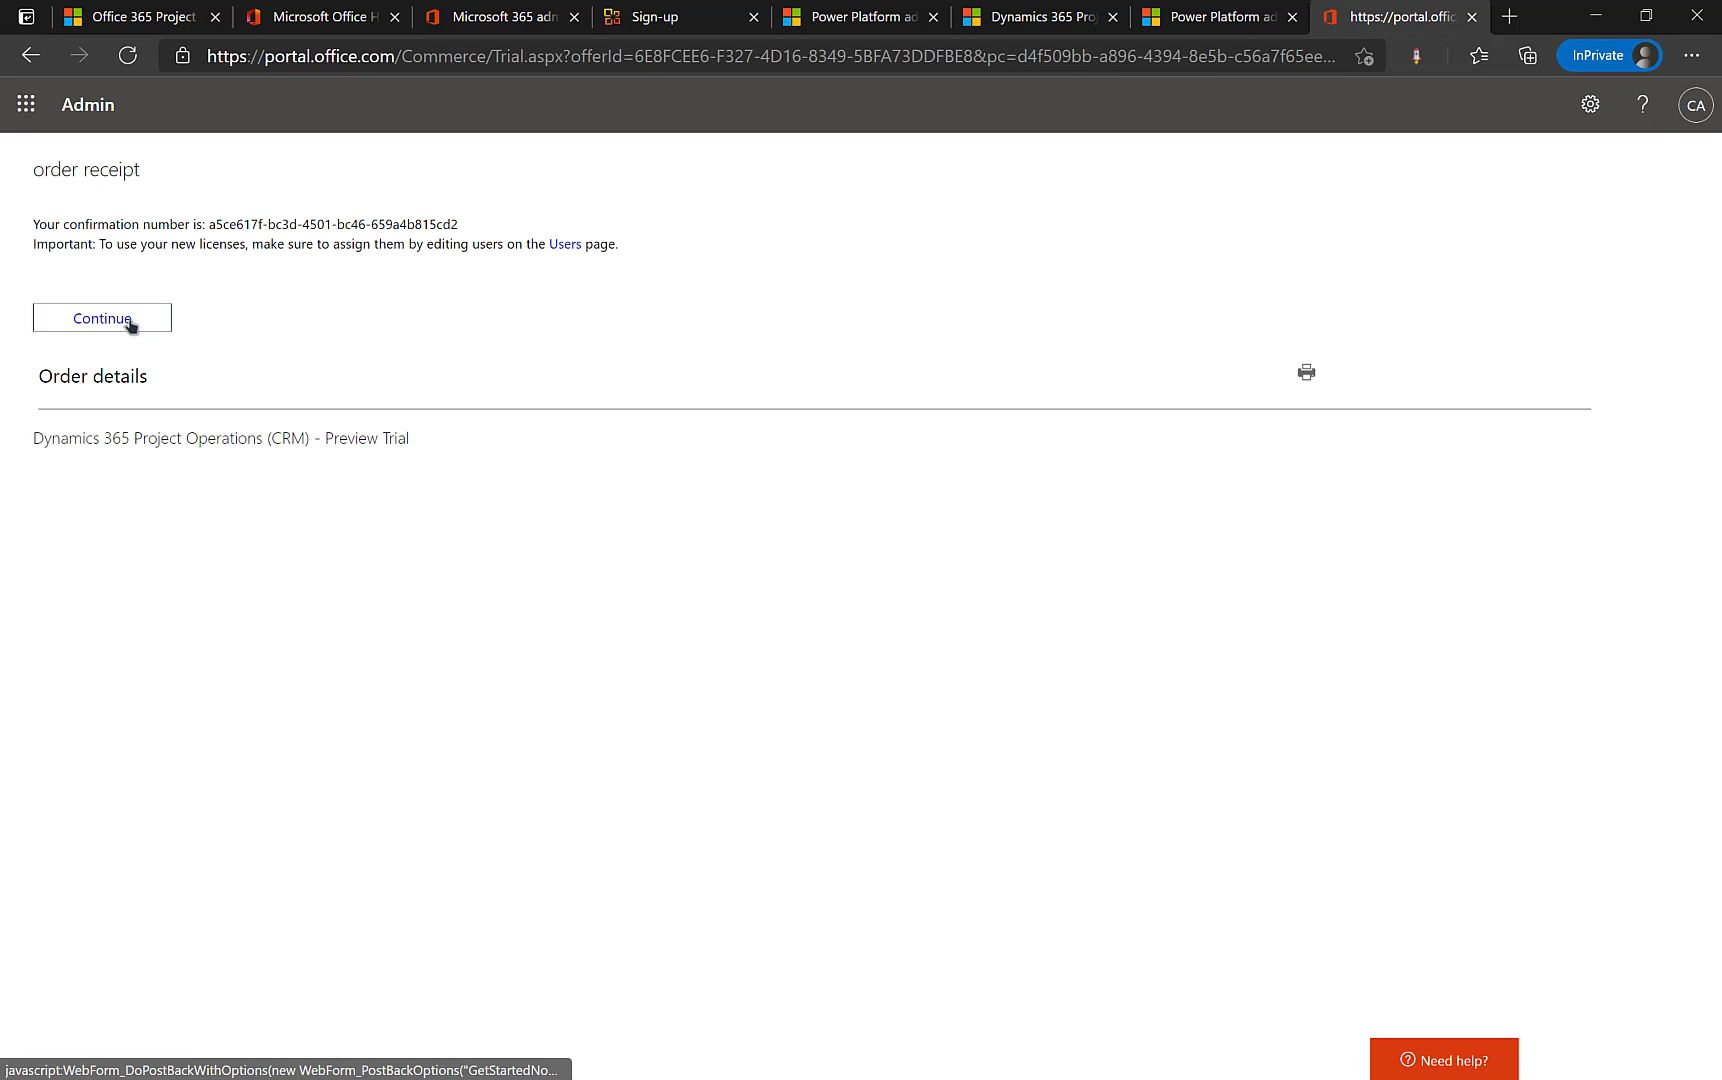 Office 365 Project
Microsoft Office H
Microsoft 365 adm
Sign-up
Power Platform ad
Dynamics 365 Pro
Power Platform ad
https://portal.offic
https://portal.office.com/Commerce/Trial.aspx?offerId=6E8FCEE6-F327-4D16-8349-5BFA73DDFBE8&pc=d4f509bb-a896-4394-8e5b-c56a7f65ee...
InPrivate
Admin
CA
order receipt
Your confirmation number is: a5ce617f-bc3d-4501-bc46-659a4b815cd2
Important: To use your new licenses, make sure to assign them by editing users on the Users page.
Continue
Order details
Dynamics 365 Project Operations (CRM) - Preview Trial
Need help?
javascript:WebForm_DoPostBackWithOptions(new WebForm_PostBackOptions("GetStartedNo...